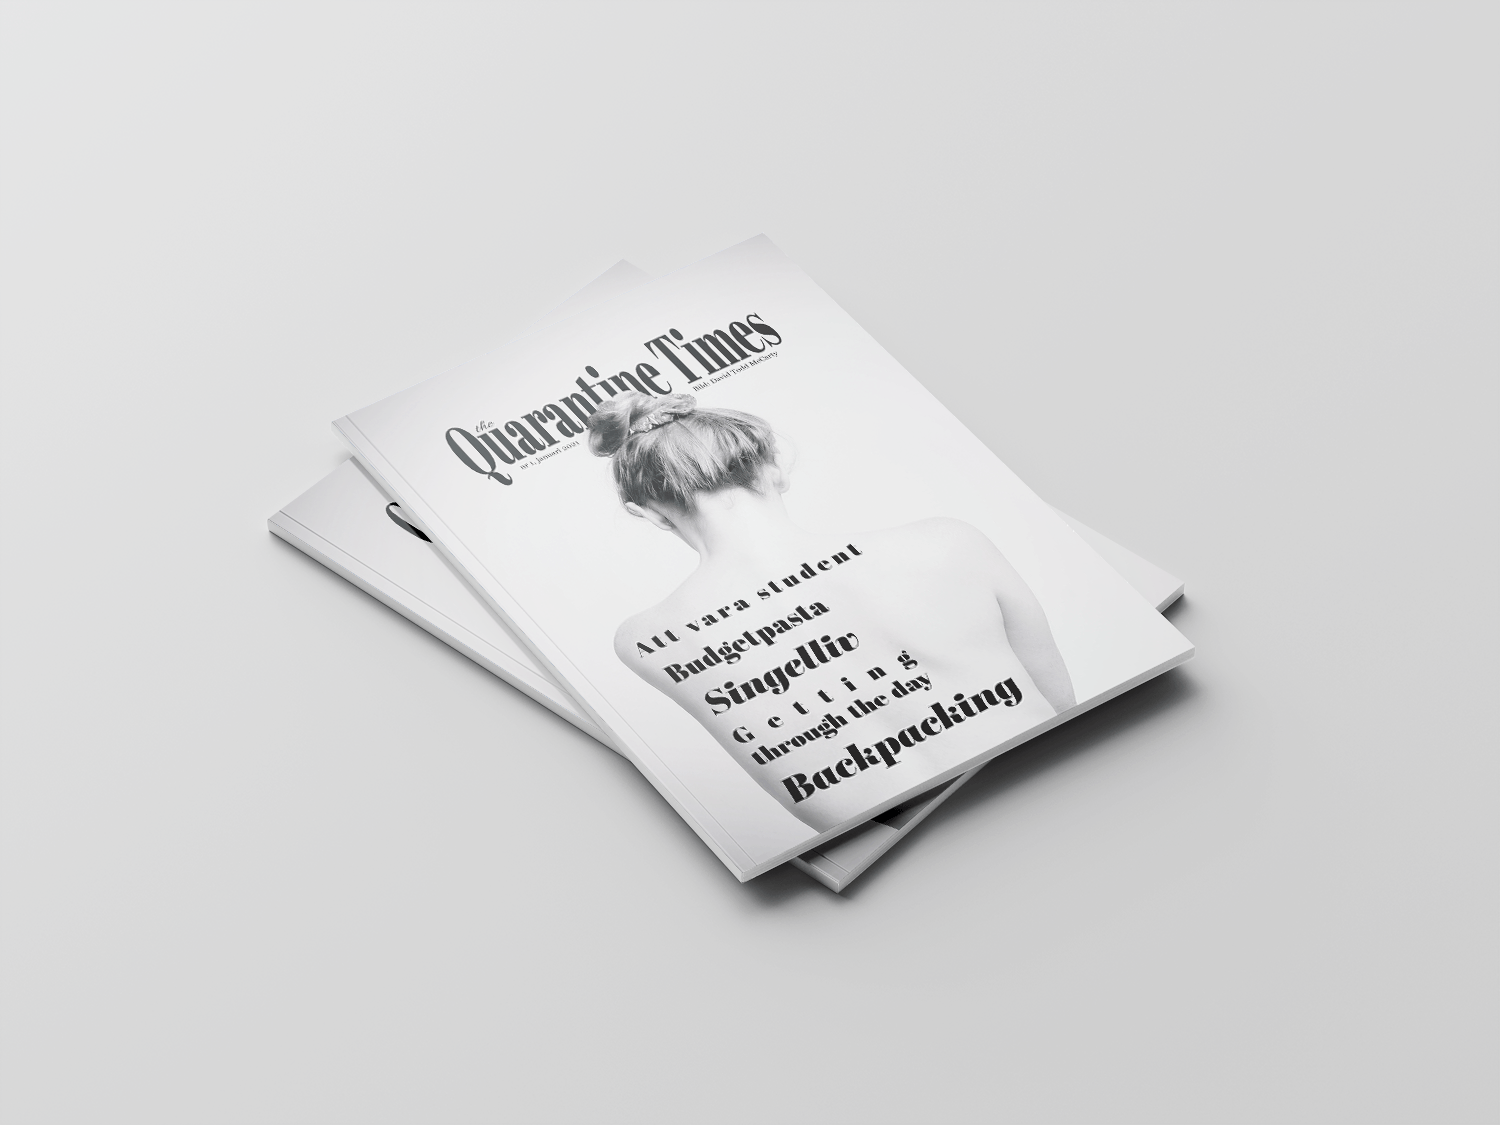 the
Quarantine Times
nr 1, januari 2021
Bild: David Todd McCarty
Att vara student
Budgetpasta
Singelliv
Getting
through the day
Backpacking